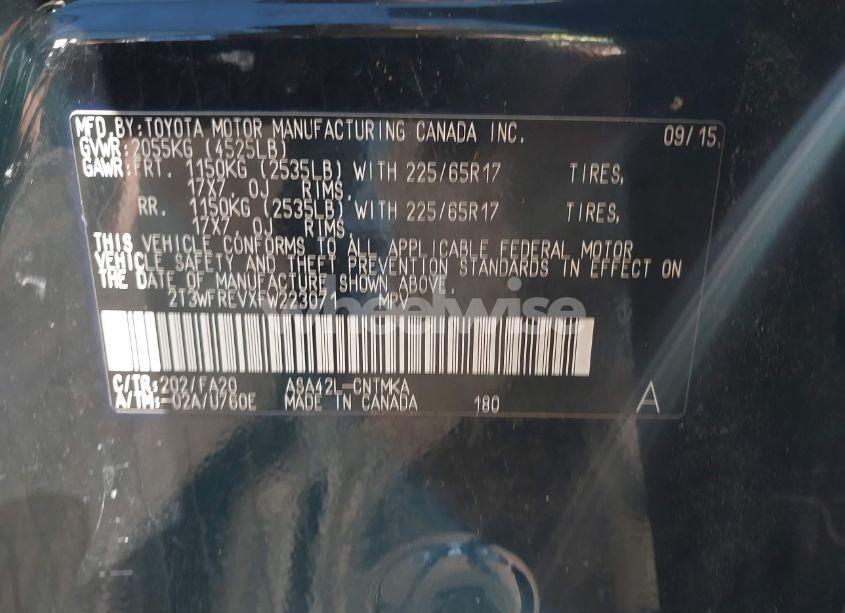 MFD. BY: TOYOTA MOTOR MANUFACTURING CANADA INC. 09/15
GVWR: 2055KG (4525LB)
GAWR: FRT. 1150KG (2535LB) WITH 225/65R17 TIRES,
17X7.0J RIMS,
RR. 1150KG (2535LB) WITH 225/65R17 TIRES,
17X7.0J RIMS
THIS VEHICLE CONFORMS TO ALL APPLICABLE FEDERAL MOTOR
VEHICLE SAFETY AND THEFT PREVENTION STANDARDS IN EFFECT ON
THE DATE OF MANUFACTURE SHOWN ABOVE.
2T3WFREVXFW223071 MPV
wheelwise
C/TR: 202/FA20 ASA42L-CNTMKA
A/TM: -02A/U760E MADE IN CANADA 180 A